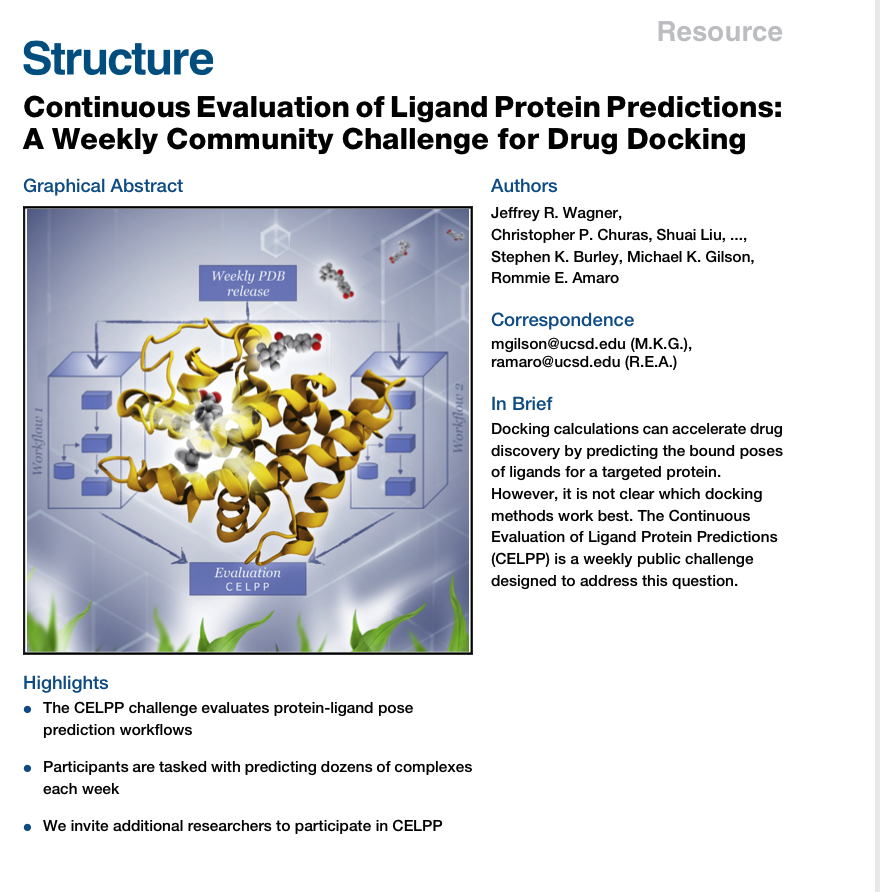 Resource
Structure
Continuous Evaluation of Ligand Protein Predictions:
A Weekly Community Challenge for Drug Docking
Graphical Abstract
Weekly PDB
release
Workflow 1
Workflow 2
Evaluation
CELPP
Highlights
● The CELPP challenge evaluates protein-ligand pose
prediction workflows
● Participants are tasked with predicting dozens of complexes
each week
● We invite additional researchers to participate in CELPP
Authors
Jeffrey R. Wagner,
Christopher P. Churas, Shuai Liu, ...,
Stephen K. Burley, Michael K. Gilson,
Rommie E. Amaro
Correspondence
mgilson@ucsd.edu (M.K.G.),
ramaro@ucsd.edu (R.E.A.)
In Brief
Docking calculations can accelerate drug
discovery by predicting the bound poses
of ligands for a targeted protein.
However, it is not clear which docking
methods work best. The Continuous
Evaluation of Ligand Protein Predictions
(CELPP) is a weekly public challenge
designed to address this question.